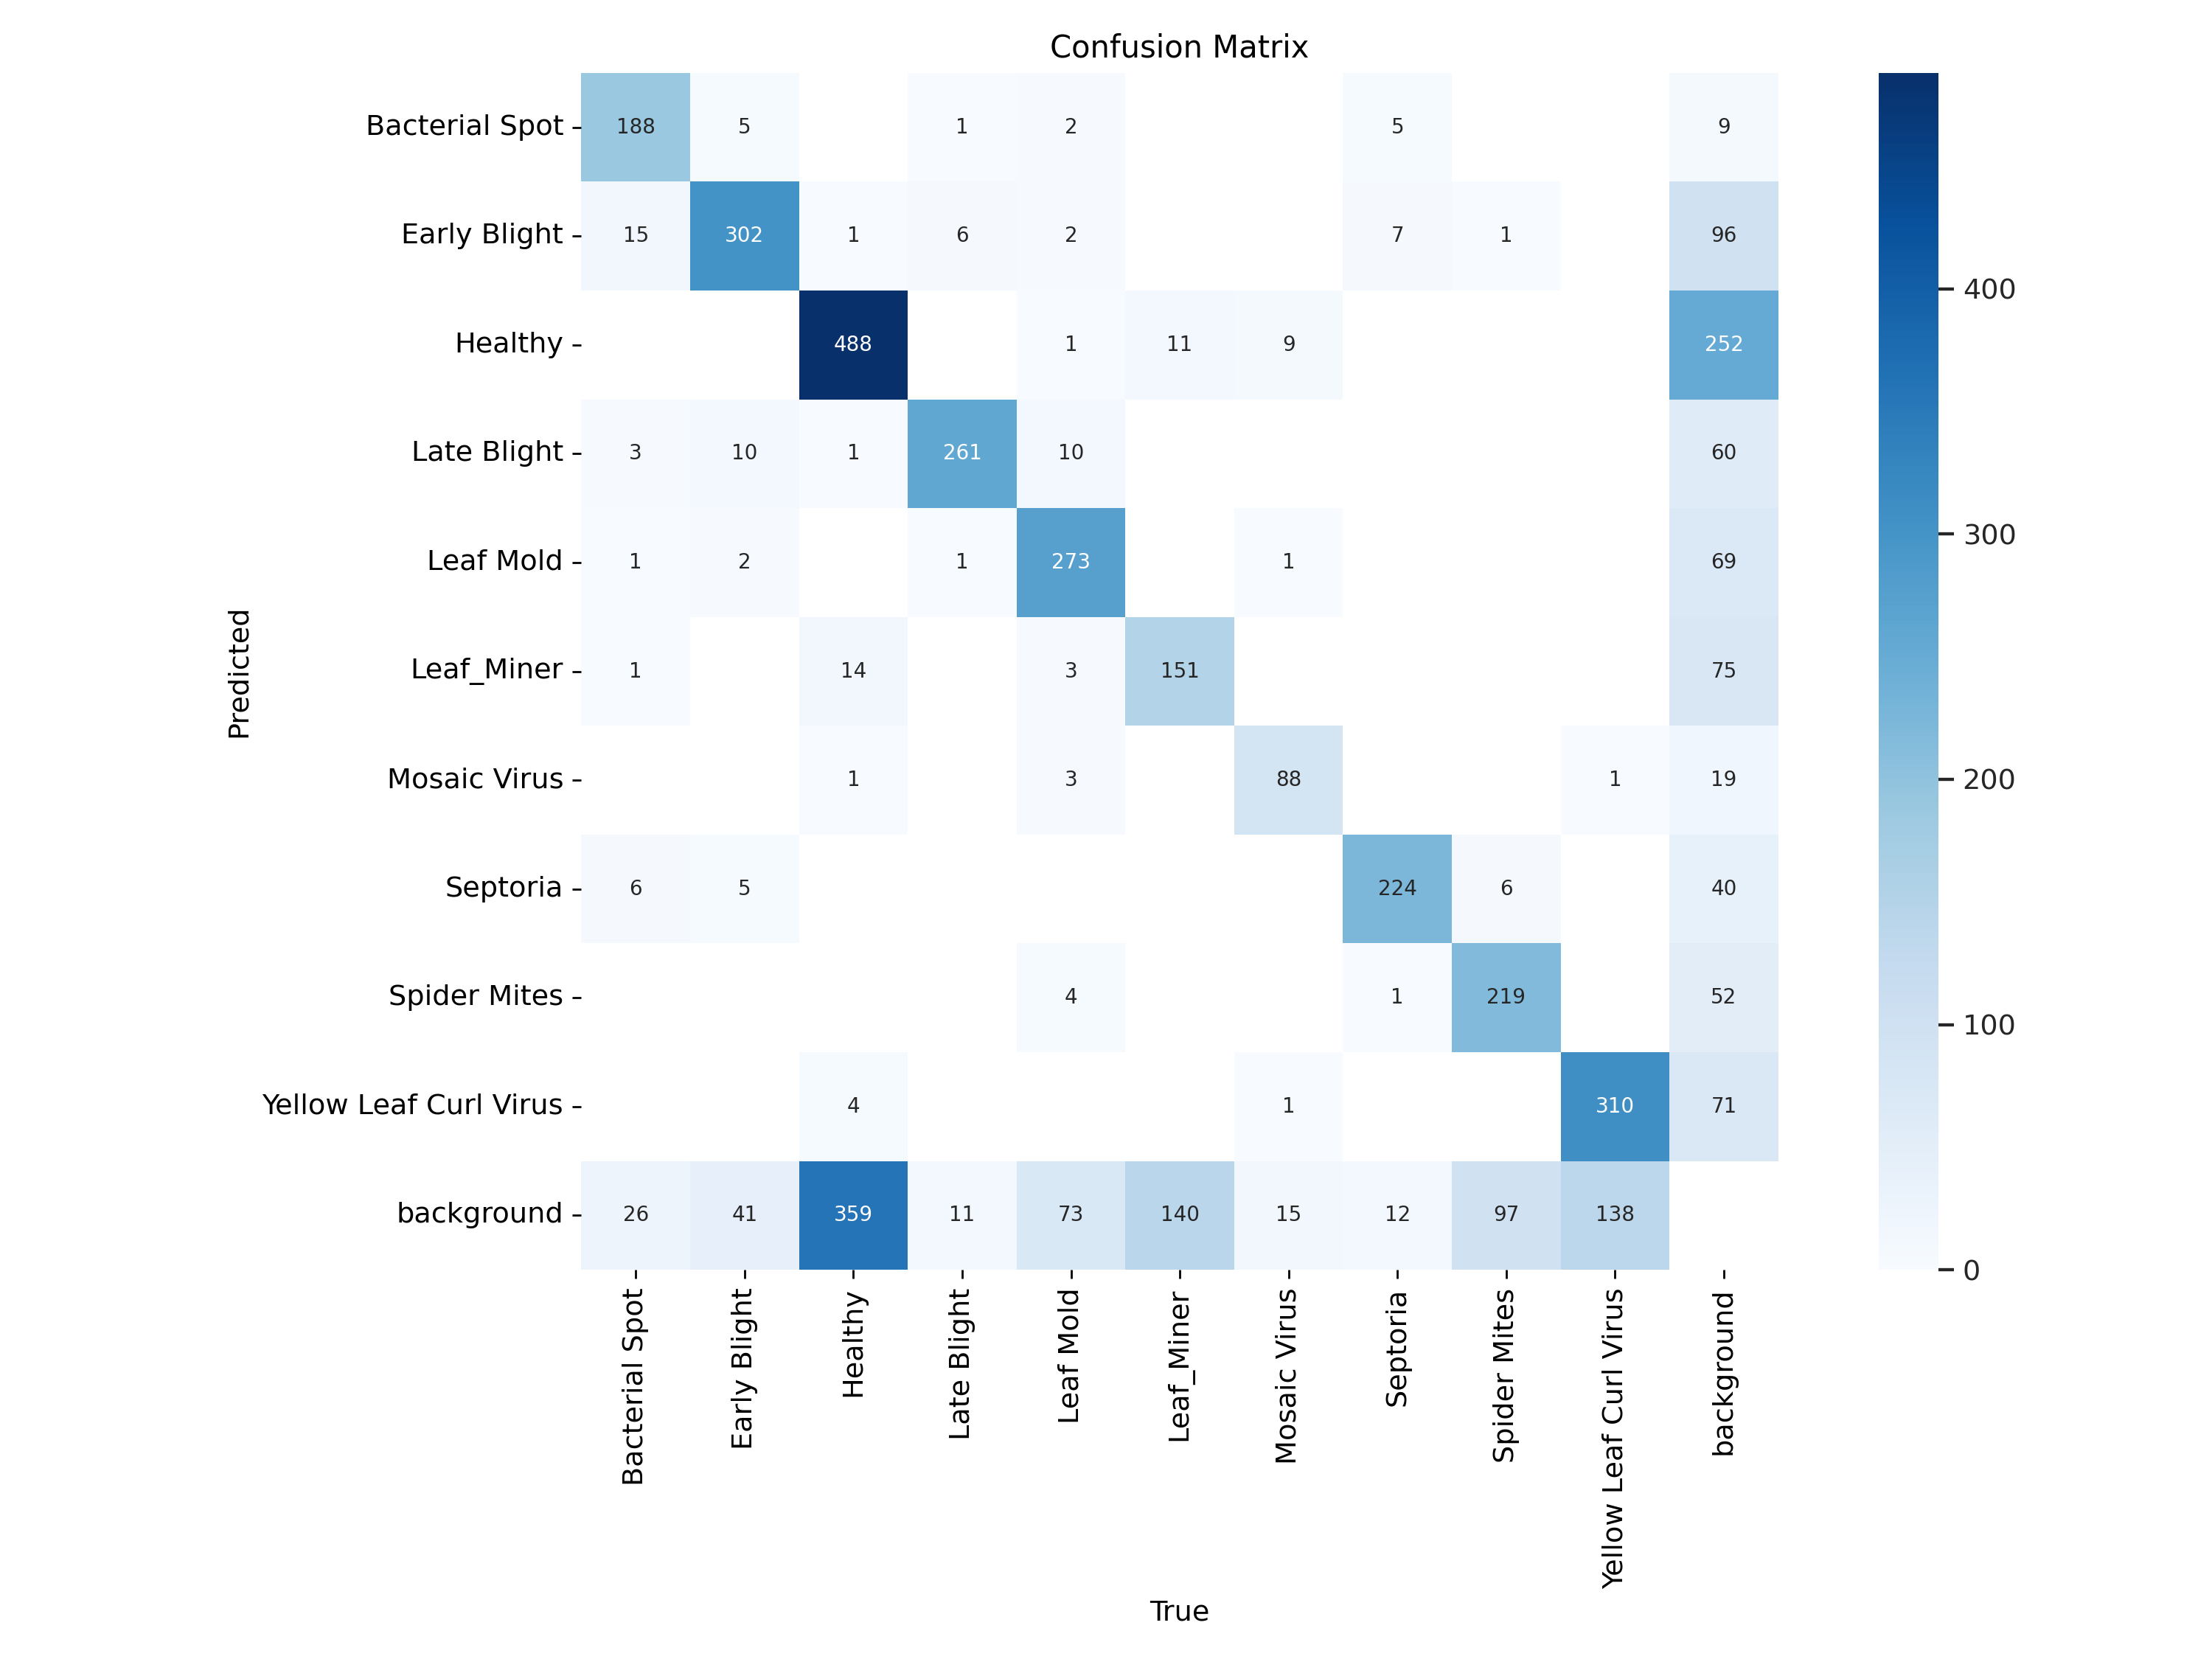 Confusion Matrix
Bacterial Spot 188 5 1 2 5 9
Early Blight 15 302 1 6 2 7 1 96
Healthy 488 1 11 9 252
Late Blight 3 10 1 261 10 60
Leaf Mold 1 2 1 273 1 69
Leaf_Miner 1 14 3 151 75
Mosaic Virus 1 3 88 1 19
Septoria 6 5 224 6 40
Spider Mites 4 1 219 52
Yellow Leaf Curl Virus 4 1 310 71
background 26 41 359 11 73 140 15 12 97 138
Predicted
Bacterial Spot
Early Blight
Healthy
Late Blight
Leaf Mold
Leaf_Miner
Mosaic Virus
Septoria
Spider Mites
Yellow Leaf Curl Virus
background
True
400
300
200
100
0